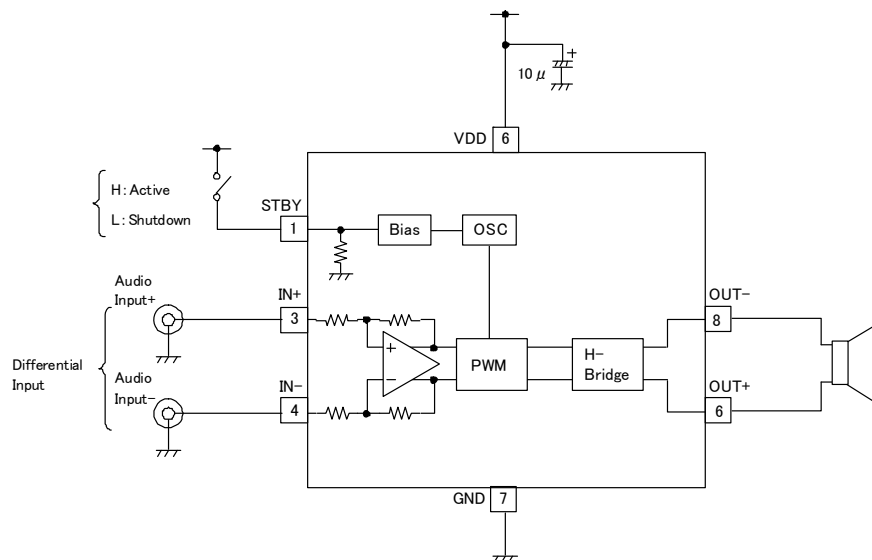 10μ
VDD
6
H: Active
L: Shutdown
STBY
1
Bias
OSC
Audio
Input+
IN+
3
OUT-
8
Differential
Input
+
-
PWM
H-
Bridge
Audio
Input-
IN-
4
OUT+
6
GND
7
+